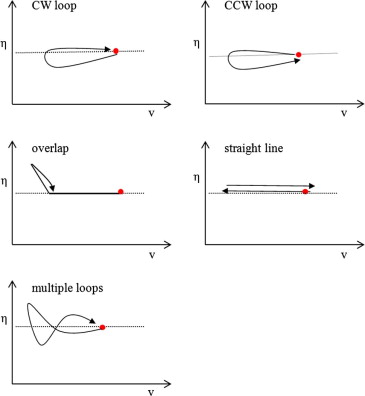 CW loop
η
v
CCW loop
η
v
overlap
η
v
straight line
η
v
multiple loops
η
v